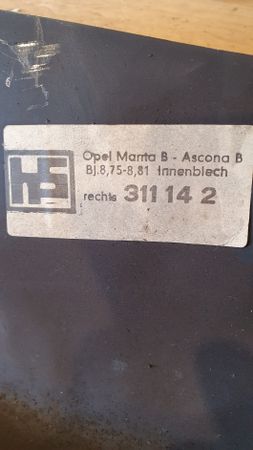 HS
Opel Manta B - Ascona B
Bj.8,75-8,81 Innenblech
rechts 311 14 2